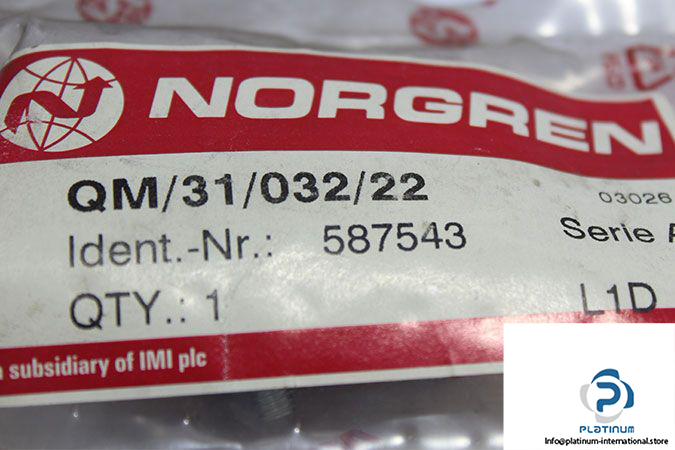 NORGREN
QM/31/032/22
03026
Ident.-Nr.: 587543
Serie A
QTY.: 1
L1D
a subsidiary of IMI plc
PLATINUM
Info@platinum-international.store